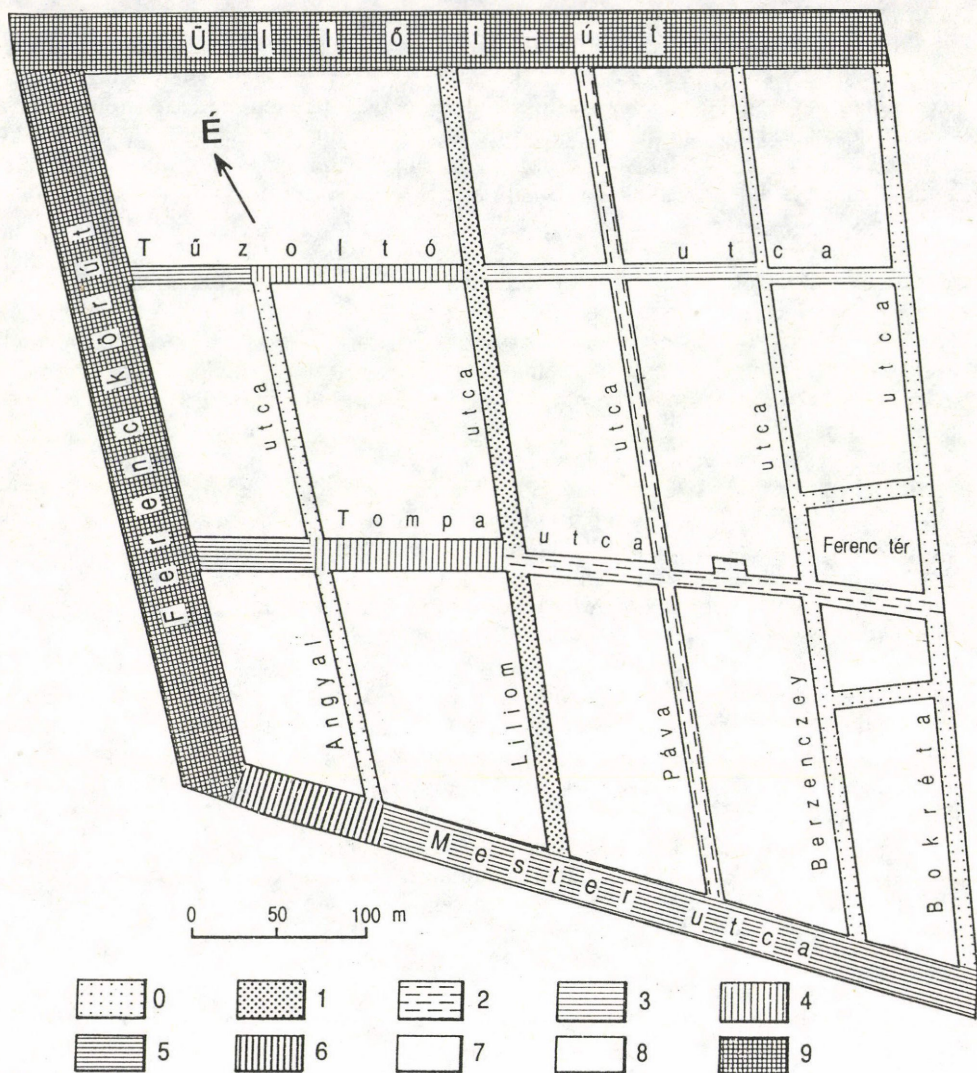 Üllői-út
É
Tűzoltó utca
Ferenc körút
utca
utca
utca
utca
utca
Tompa utca
Ferenc tér
Angyal
Liliom
Páva
Berzenczey
Bokréta
Mester utca
0 50 100 m
0 1 2 3 4
5 6 7 8 9